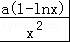 a(1-lnx)
x²